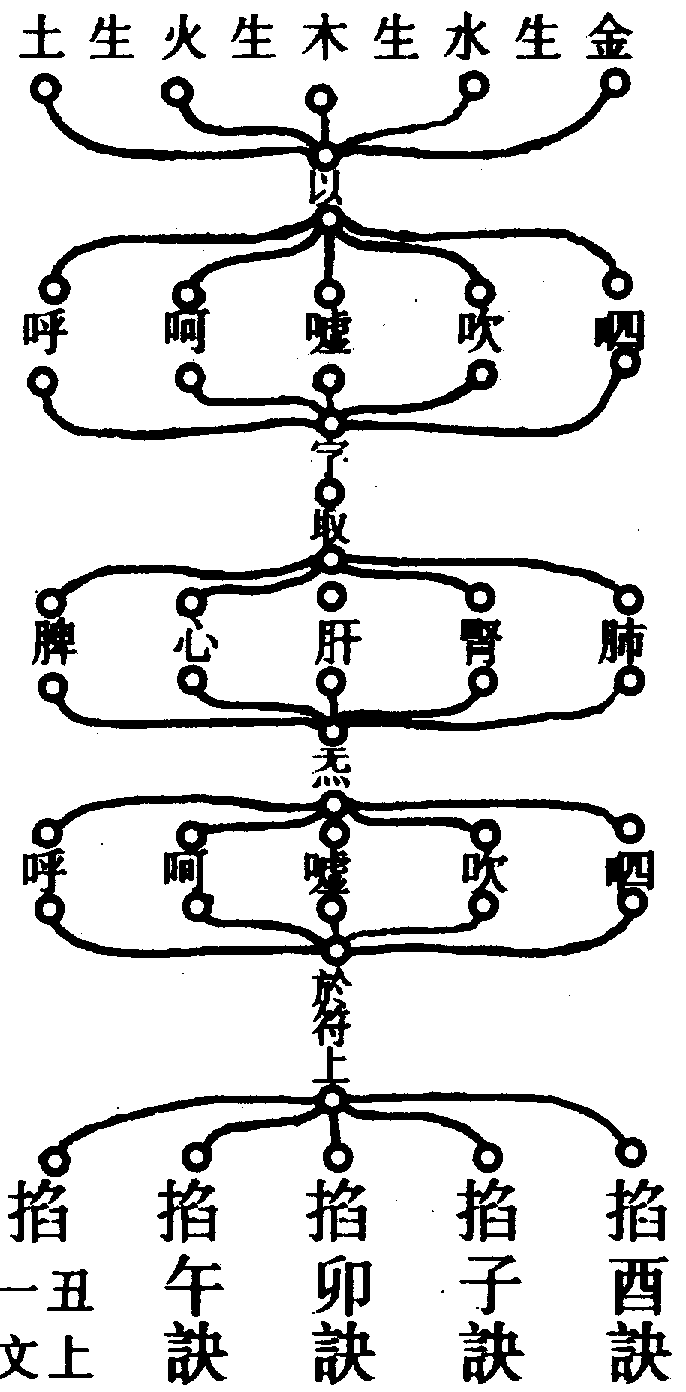 金生水生木生火生土
以
呬吹噓呵呼
字
取
肺腎肝心脾
炁
呬吹噓呵呼
於符上
掐酉訣
掐子訣
掐卯訣
掐午訣
掐丑上一文